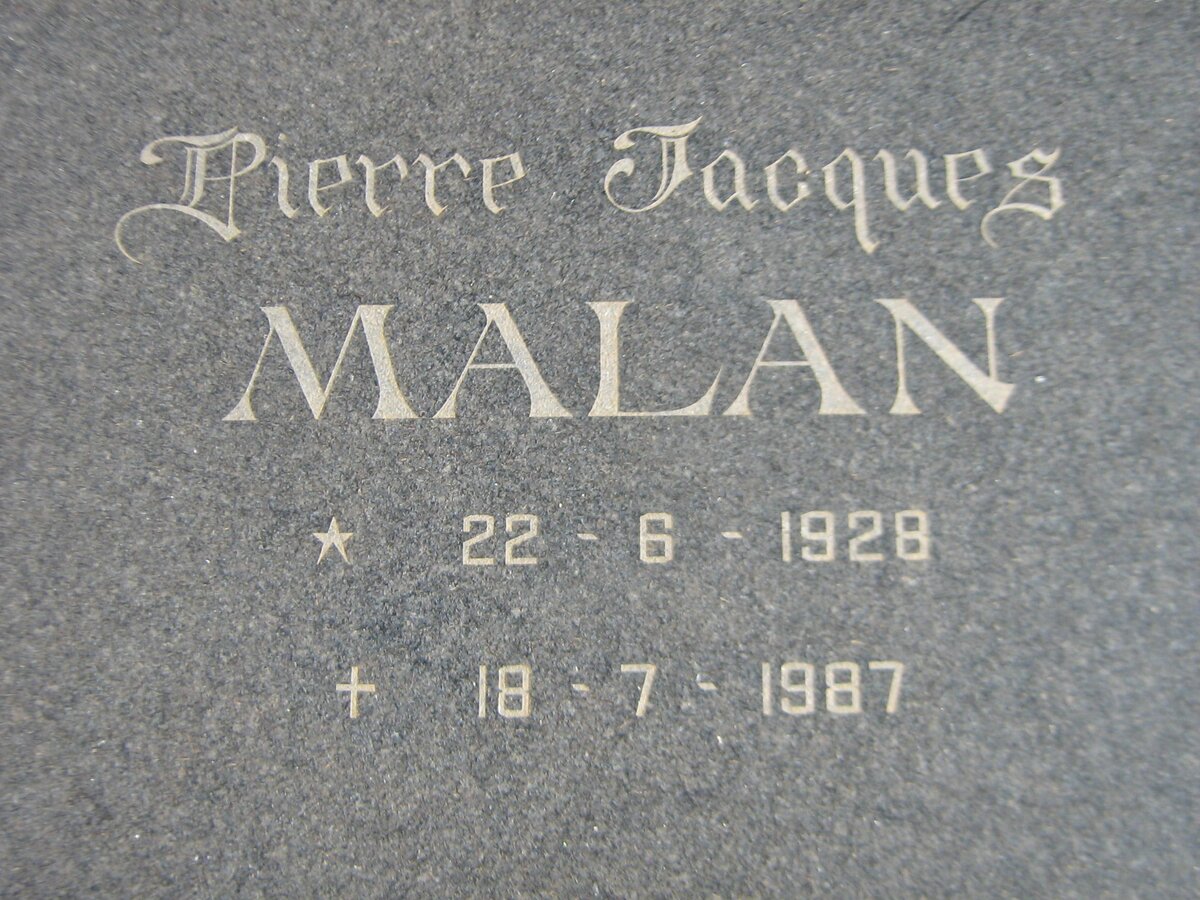 Pierre Jacques
MALAN
★ 22 - 6 - 1928
+ 18 - 7 - 1987